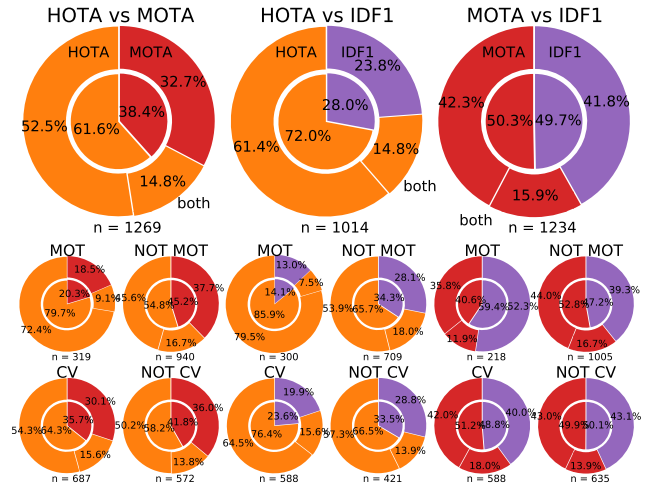 HOTA vs MOTA
HOTA vs IDF1
MOTA vs IDF1
HOTA MOTA
32.7%
38.4%
52.5% 61.6%
14.8%
both
n = 1269
HOTA IDF1
23.8%
28.0%
72.0%
61.4%
14.8%
both
n = 1014
MOTA IDF1
42.3% 41.8%
50.3% 49.7%
15.9%
both
n = 1234
MOT
18.5%
20.3% 9.1%
79.7%
72.4%
n = 319
NOT MOT
37.7%
45.6% 54.8% 45.2%
16.7%
n = 940
MOT
13.0%
7.5%
14.1%
85.9%
79.5%
n = 300
NOT MOT
28.1%
34.3%
53.9% 65.7%
18.0%
n = 709
MOT
35.8%
40.6%
59.4% 52.3%
11.9%
n = 218
NOT MOT
44.0% 39.3%
52.8% 47.2%
16.7%
n = 1005
CV
30.1%
35.7%
54.3% 64.3%
15.6%
n = 687
NOT CV
36.0%
50.2% 41.8%
58.2%
13.8%
n = 572
CV
19.9%
23.6%
76.4% 15.6%
64.5%
n = 588
NOT CV
28.8%
33.5%
57.3% 66.5%
13.9%
n = 421
CV
42.0% 40.0%
51.2% 48.8%
18.0%
n = 588
NOT CV
43.0% 43.1%
49.9% 50.1%
13.9%
n = 635